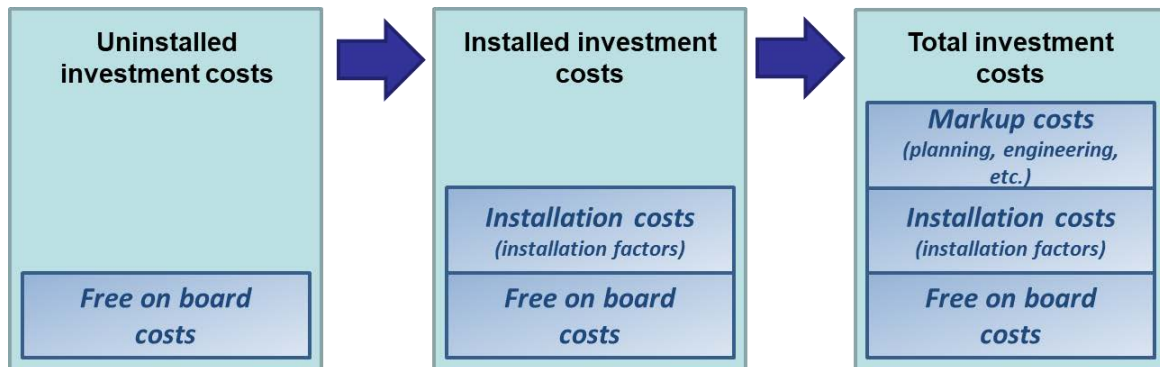 Uninstalled
investment costs
Free on board
costs
Installed investment
costs
Installation costs
(installation factors)
Free on board
costs
Total investment
costs
Markup costs
(planning, engineering,
etc.)
Installation costs
(installation factors)
Free on board
costs